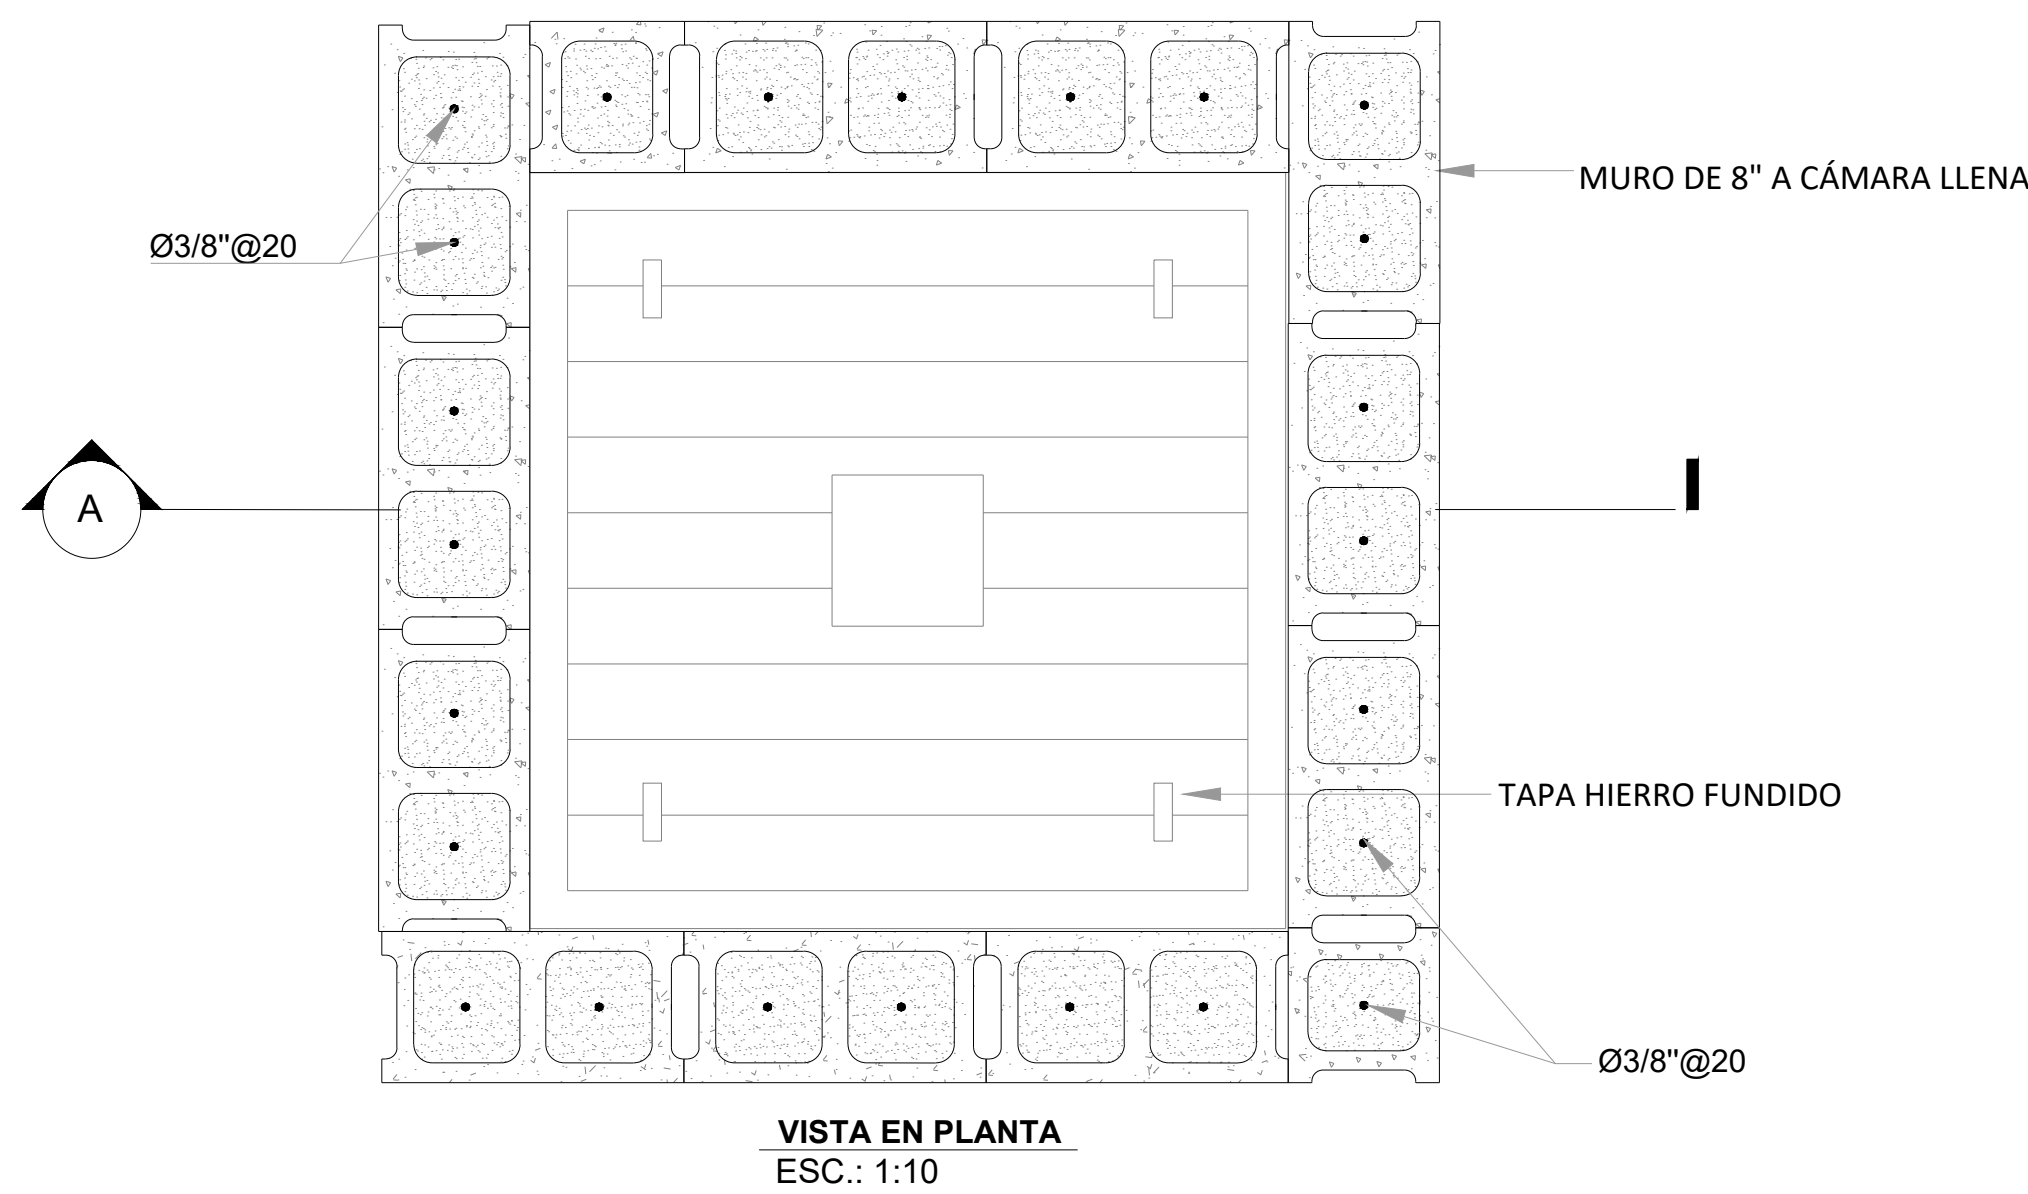 MURO DE 8" A CÁMARA LLENA
Ø3/8"@20
A
TAPA HIERRO FUNDIDO
Ø3/8"@20
VISTA EN PLANTA
ESC.: 1:10